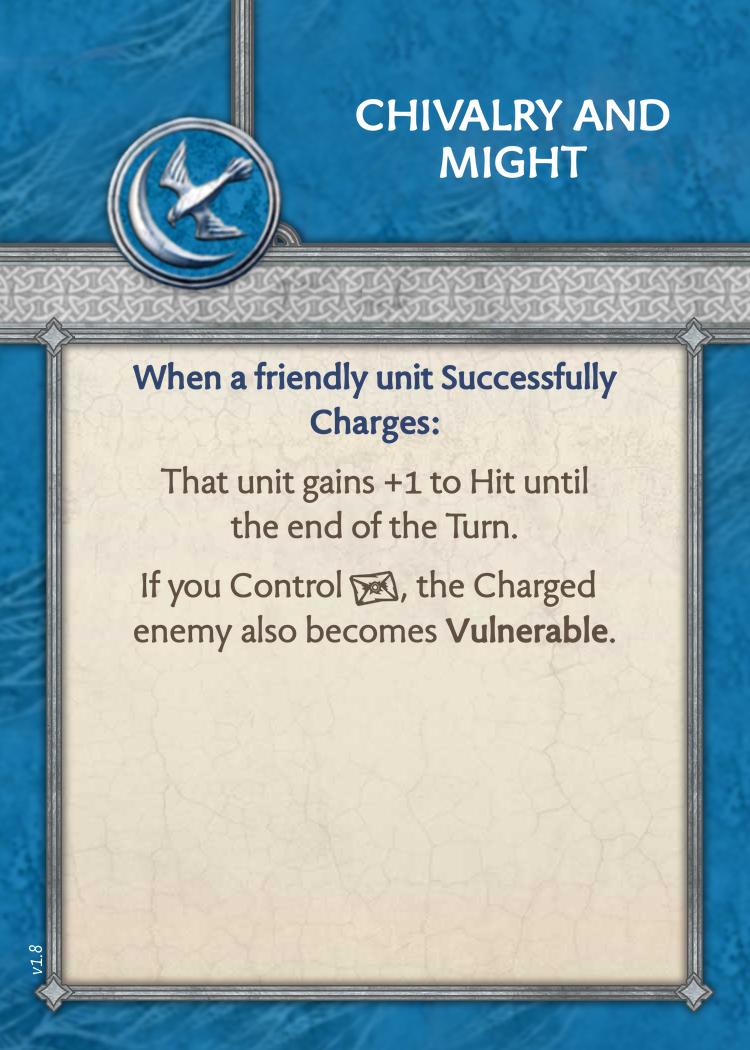 CHIVALRY AND
MIGHT
When a friendly unit Successfully
Charges:
That unit gains +1 to Hit until
the end of the Turn.
If you Control , the Charged
enemy also becomes Vulnerable.
v1.8